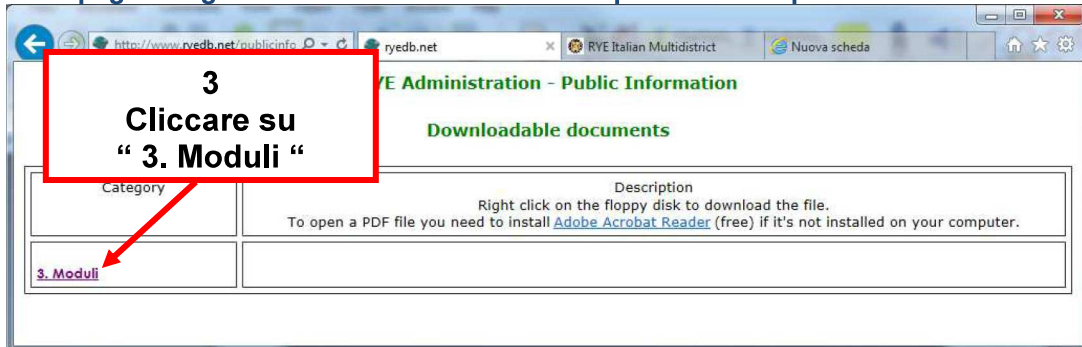 http://www.ryedb.net/publicinfo
ryedb.net
RYE Italian Multidistrict
Nuova scheda
3
Cliccare su
“ 3. Moduli “
YE Administration - Public Information
Downloadable documents
Category
Description
Right click on the floppy disk to download the file.
To open a PDF file you need to install Adobe Acrobat Reader (free) if it's not installed on your computer.
3. Moduli